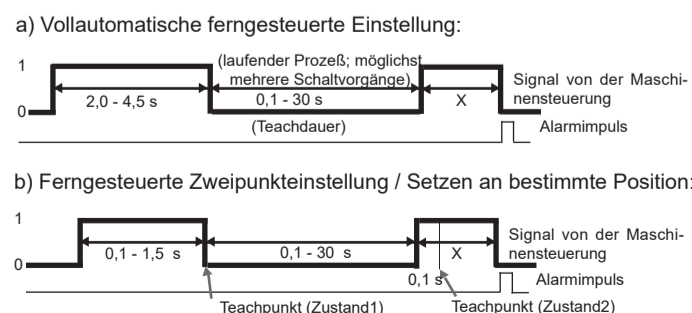 a) Vollautomatische ferngesteuerte Einstellung:
(laufender Prozeß; möglichst
mehrere Schaltvorgänge)
1
2,0 - 4,5 s
0,1 - 30 s
X
Signal von der Maschi-
nensteuerung
0
(Teachdauer)
Alarmimpuls
b) Ferngesteuerte Zweipunkteinstellung / Setzen an bestimmte Position:
1
0,1 - 1,5 s
0,1 - 30 s
X
Signal von der Maschi-
nensteuerung
0
0,1 s
Alarmimpuls
Teachpunkt (Zustand1)
Teachpunkt (Zustand2)